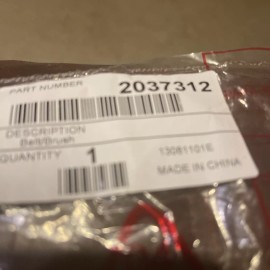 PART NUMBER 2037312
DESCRIPTION
Belt/Brush
QUANTITY 1 13081101E
MADE IN CHINA